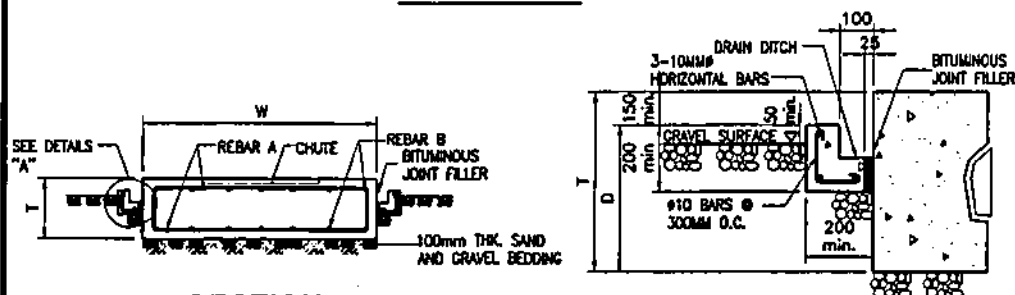 W
SEE DETAILS
"A"
REBAR A
CHUTE
REBAR B
BITUMINOUS
JOINT FILLER
T
100mm THK. SAND
AND GRAVEL BEDDING
100
25
DRAIN DITCH
3-10MMø
HORIZONTAL BARS
BITUMINOUS
JOINT FILLER
150
min.
50
min.
GRAVEL SURFACE
200
min
T
D
ø10 BARS @
300MM O.C.
200
min.